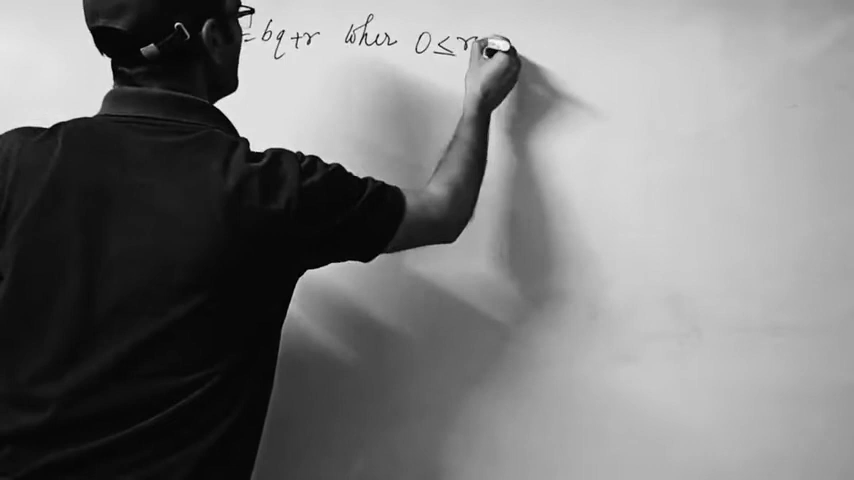 = bq+r wher 0 ≤ r